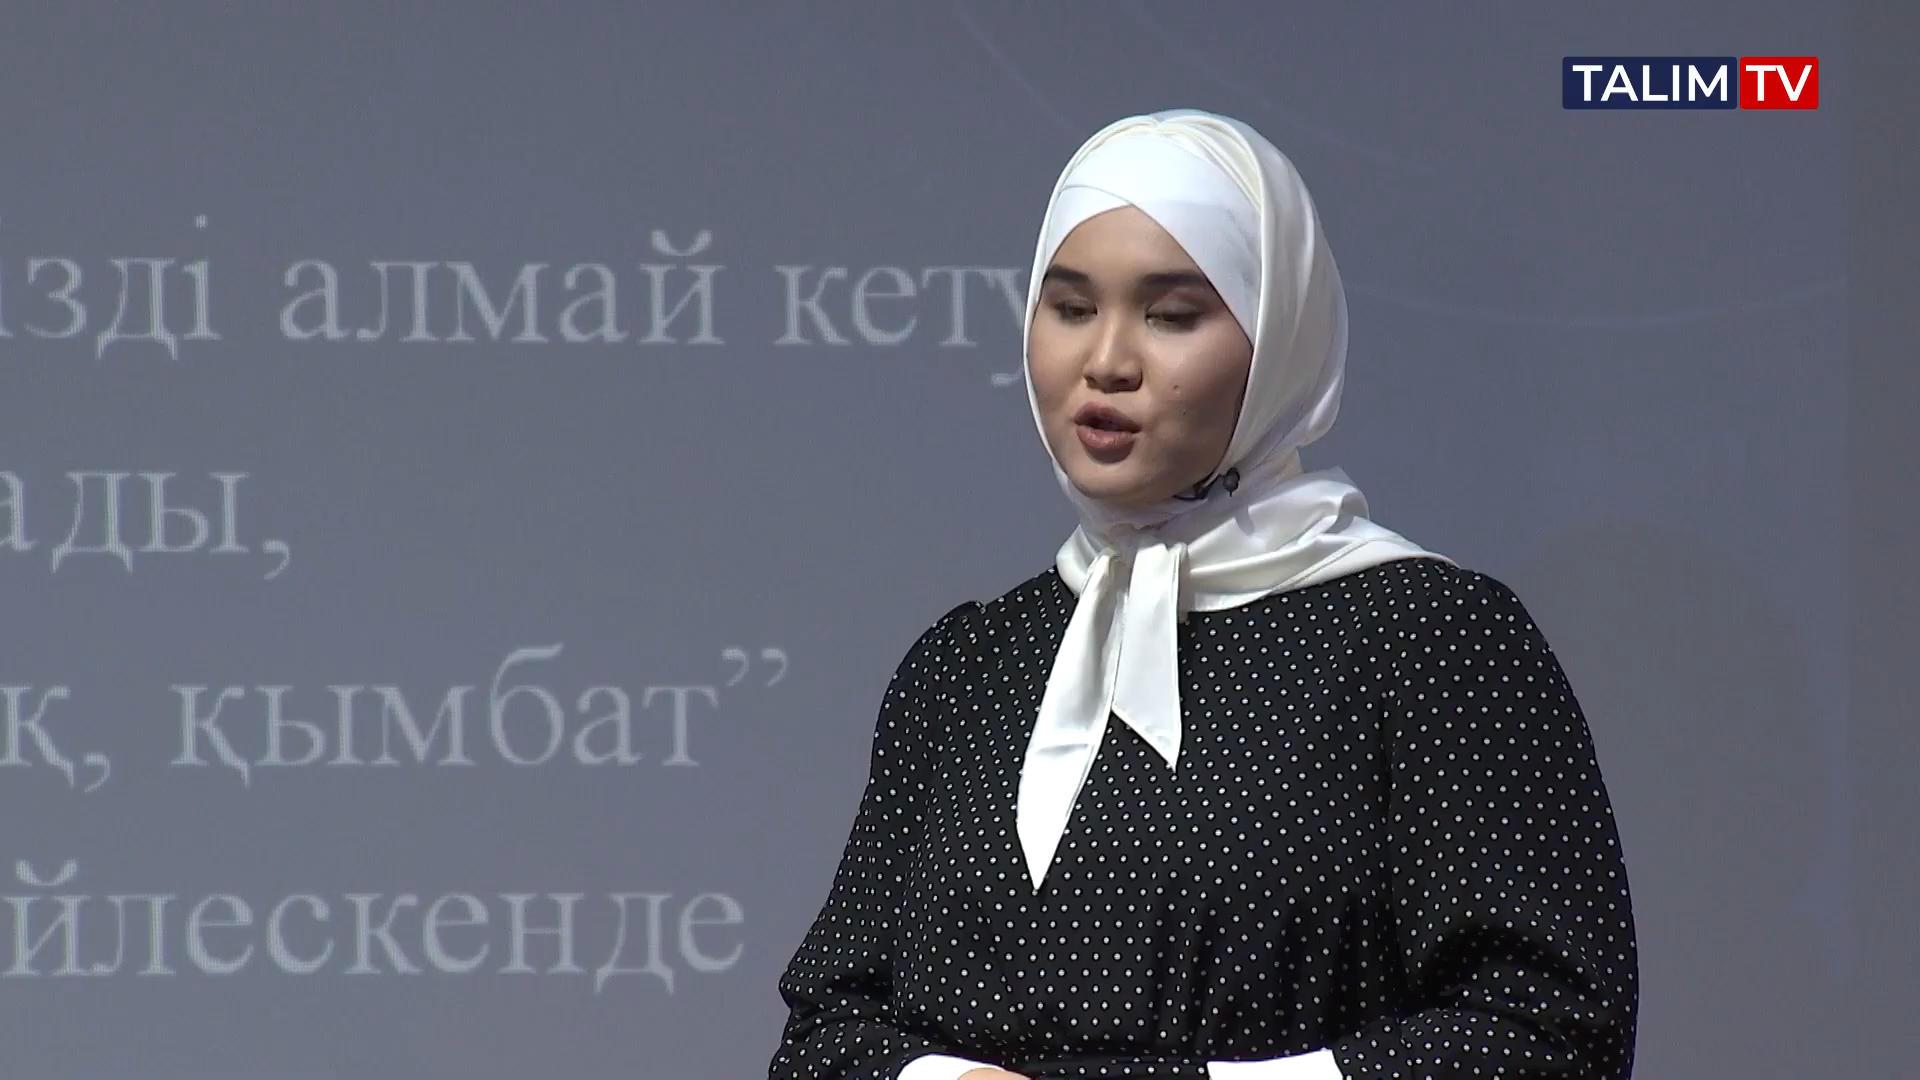 TALIM TV
ізді алмай кету
ады,
қ, қымбат”
йлескенде